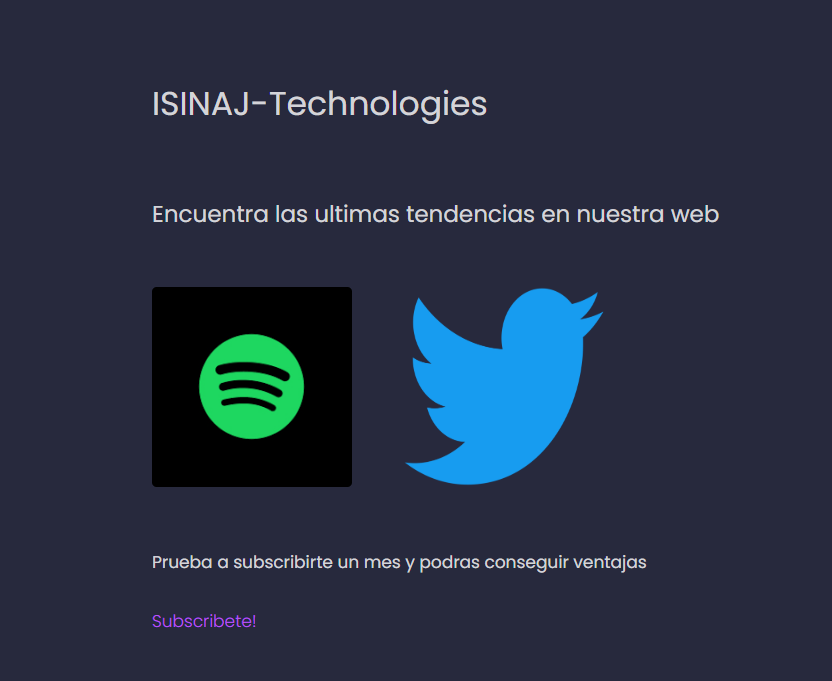 ISINAJ-Technologies
Encuentra las ultimas tendencias en nuestra web
Prueba a subscribirte un mes y podras conseguir ventajas
Subscribete!